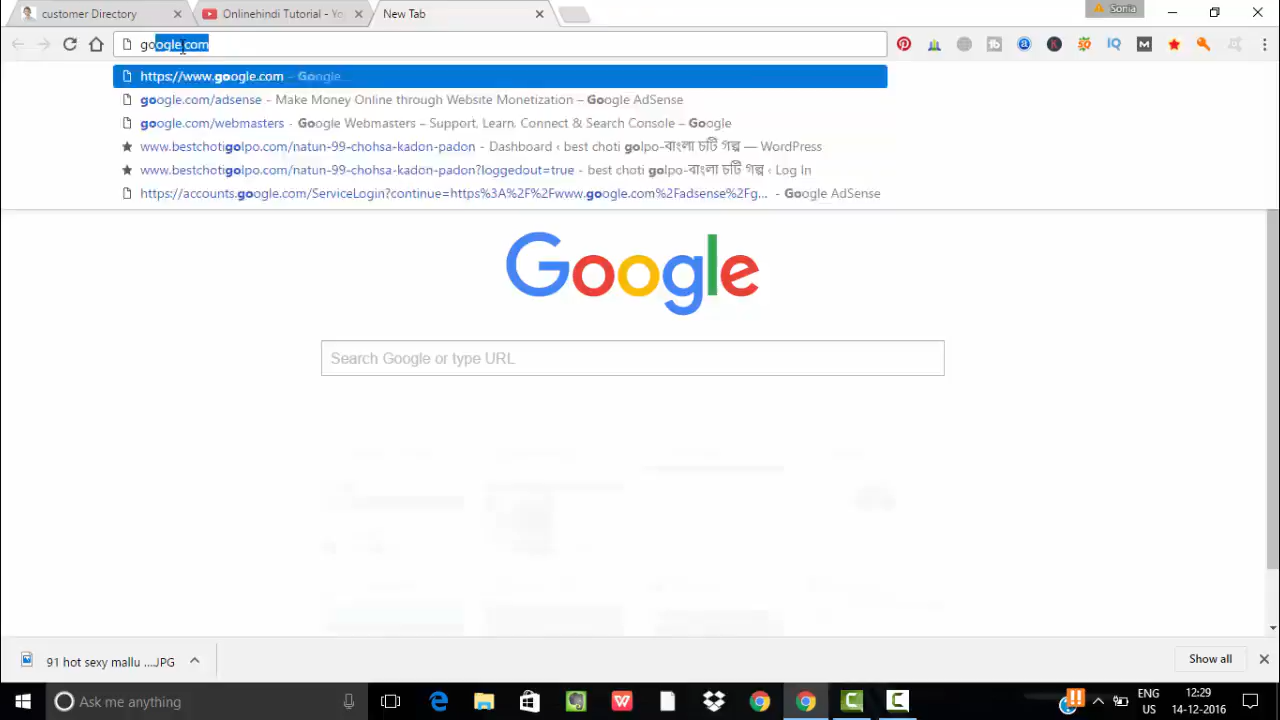 customer Directory
Onlinehindi Tutorial - Yo
New Tab
Sonia
google.com
https://www.google.com – Google
google.com/adsense - Make Money Online through Website Monetization – Google AdSense
google.com/webmasters - Google Webmasters – Support, Learn, Connect & Search Console – Google
www.bestchotigolpo.com/natun-99-chohsa-kadon-padon - Dashboard ‹ best choti golpo-বাংলা চটি গল্প — WordPress
www.bestchotigolpo.com/natun-99-chohsa-kadon-padon?loggedout=true - best choti golpo-বাংলা চটি গল্প ‹ Log In
https://accounts.google.com/ServiceLogin?continue=https%3A%2F%2Fwww.google.com%2Fadsense%2Fg... - Google AdSense
Google
Search Google or type URL
91 hot sexy mallu ....JPG
Show all
Ask me anything
ENG
US
12:29
14-12-2016